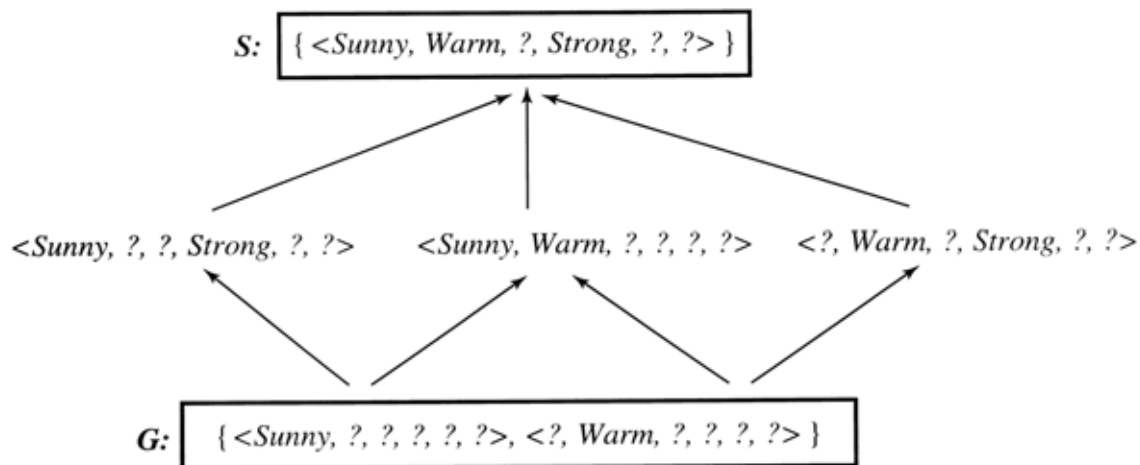 S: { <Sunny, Warm, ?, Strong, ?, ?> }
<Sunny, ?, ?, Strong, ?, ?> <Sunny, Warm, ?, ?, ?, ?> <?, Warm, ?, Strong, ?, ?>
G: { <Sunny, ?, ?, ?, ?, ?>, <?, Warm, ?, ?, ?, ?> }